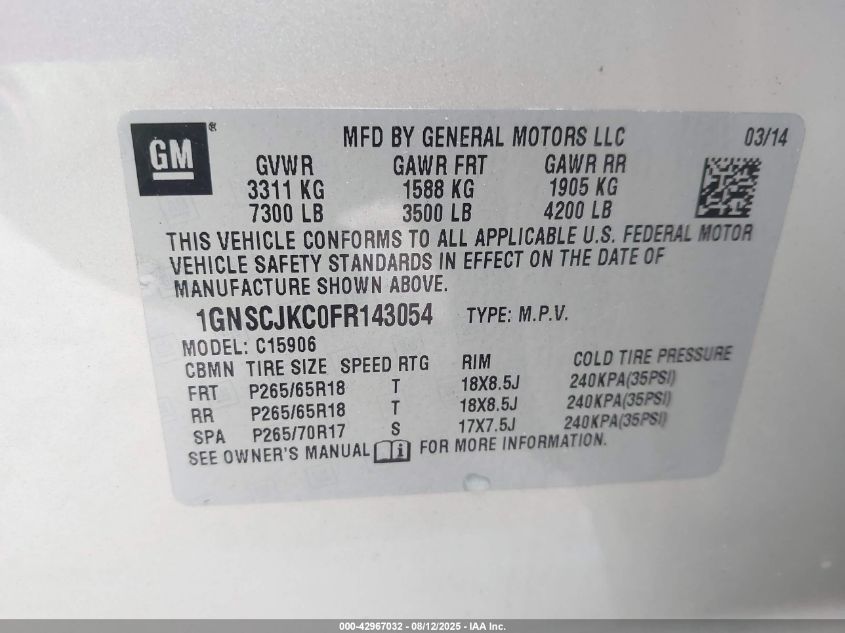 GM ® MFD BY GENERAL MOTORS LLC 03/14
GVWR GAWR FRT GAWR RR
3311 KG 1588 KG 1905 KG
7300 LB 3500 LB 4200 LB
THIS VEHICLE CONFORMS TO ALL APPLICABLE U.S. FEDERAL MOTOR
VEHICLE SAFETY STANDARDS IN EFFECT ON THE DATE OF
MANUFACTURE SHOWN ABOVE.
1GNSCJKC0FR143054 TYPE: M.P.V.
MODEL: C15906
CBMN TIRE SIZE SPEED RTG RIM COLD TIRE PRESSURE
FRT P265/65R18 T 18X8.5J 240KPA(35PSI)
RR P265/65R18 T 18X8.5J 240KPA(35PSI)
SPA P265/70R17 S 17X7.5J 240KPA(35PSI)
SEE OWNER'S MANUAL i FOR MORE INFORMATION.
000-42967032 - 08/12/2025 - IAA Inc.